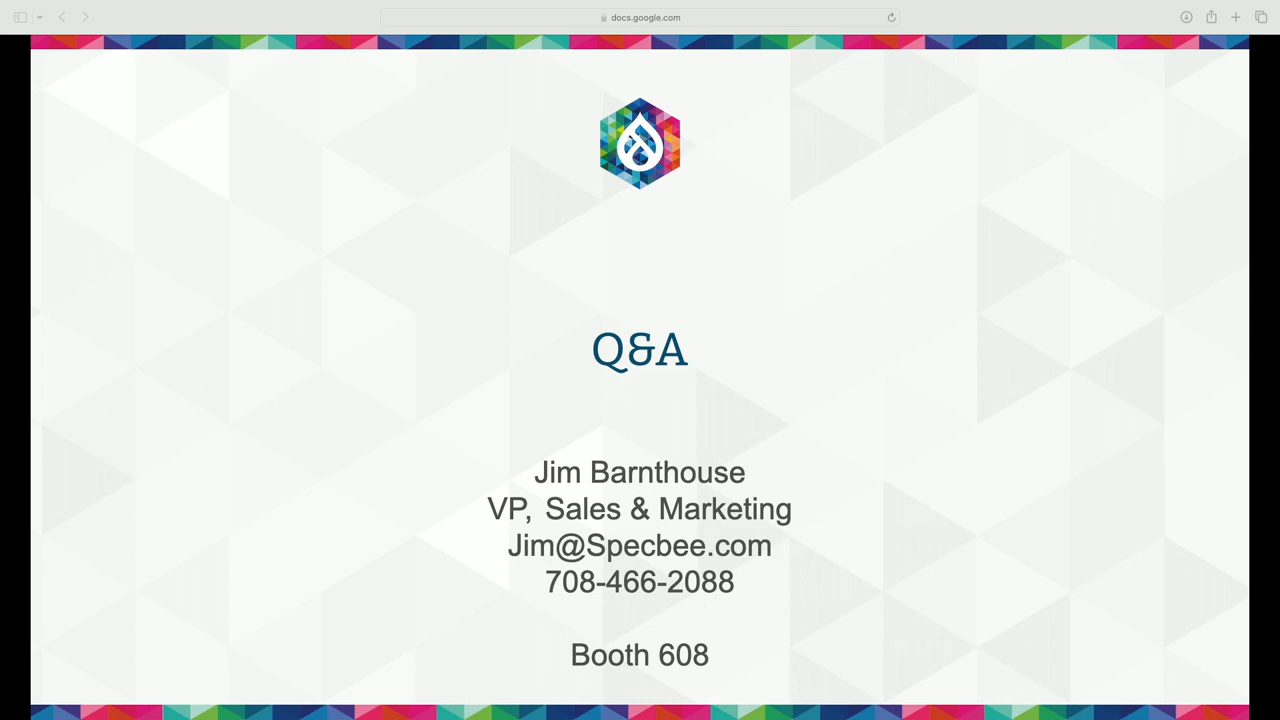 docs.google.com
Q&A
Jim Barnthouse
VP, Sales & Marketing
Jim@Specbee.com
708-466-2088
Booth 608